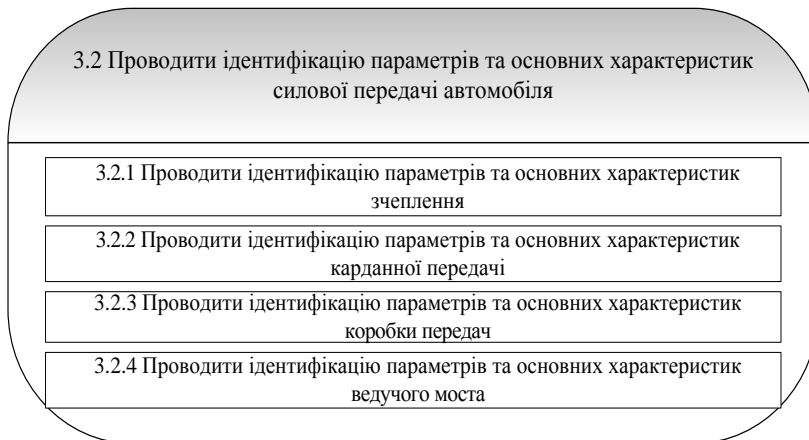 3.2 Проводити ідентифікацію параметрів та основних характеристик
силової передачі автомобіля
3.2.1 Проводити ідентифікацію параметрів та основних характеристик
зчеплення
3.2.2 Проводити ідентифікацію параметрів та основних характеристик
карданної передачі
3.2.3 Проводити ідентифікацію параметрів та основних характеристик
коробки передач
3.2.4 Проводити ідентифікацію параметрів та основних характеристик
ведучого моста